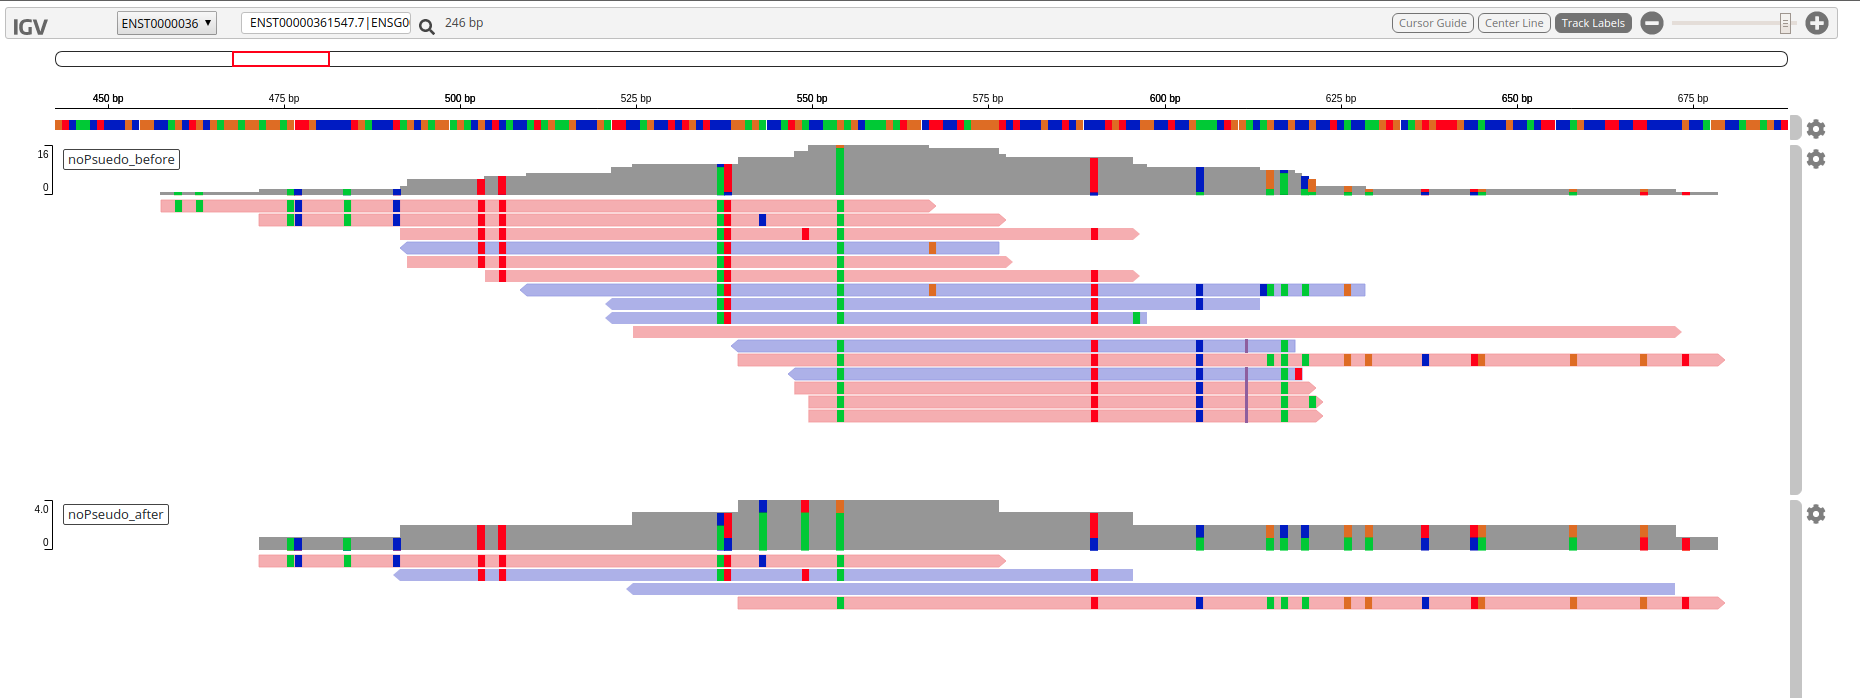 IGV ENST0000036 ENST00000361547.7|ENSG0 246 bp Cursor Guide Center Line Track Labels
450 bp 475 bp 500 bp 525 bp 550 bp 575 bp 600 bp 625 bp 650 bp 675 bp
16
noPsuedo_before
0
4.0
noPseudo_after
0